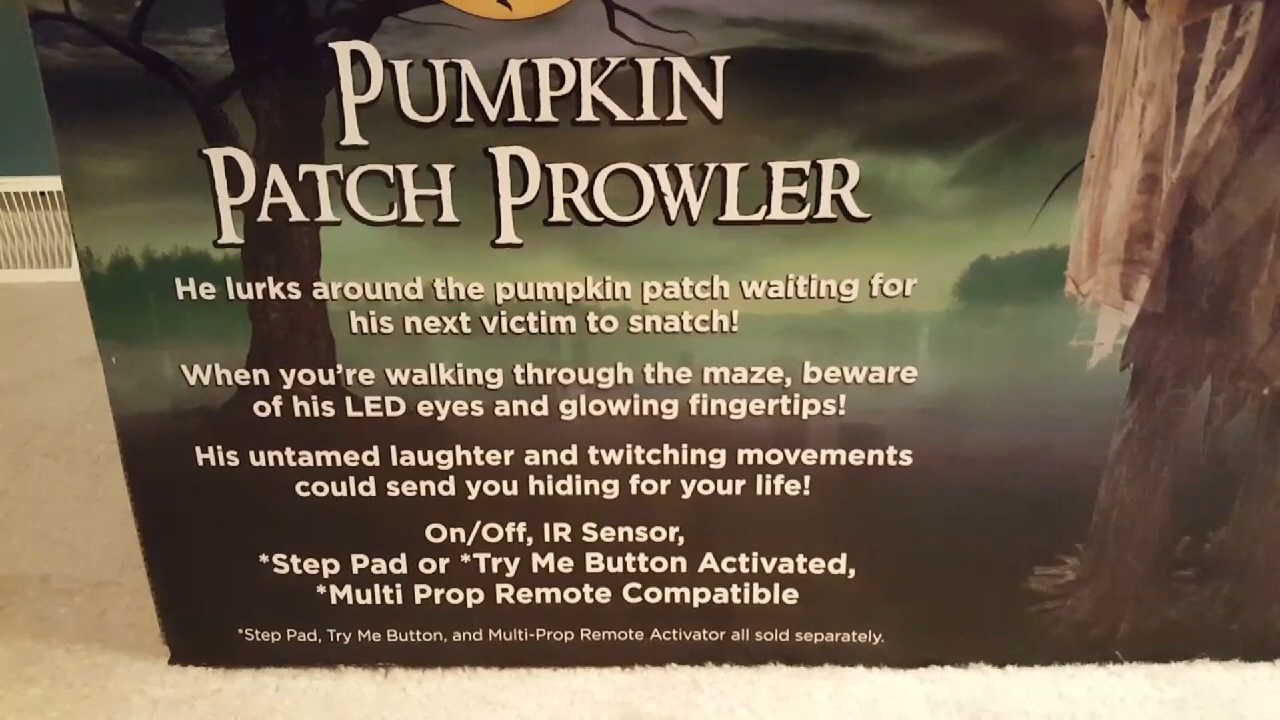 PUMPKIN
PATCH PROWLER
He lurks around the pumpkin patch waiting for
his next victim to snatch!
When you're walking through the maze, beware
of his LED eyes and glowing fingertips!
His untamed laughter and twitching movements
could send you hiding for your life!
On/Off, IR Sensor,
*Step Pad or *Try Me Button Activated,
*Multi Prop Remote Compatible
*Step Pad, Try Me Button, and Multi-Prop Remote Activator all sold separately.